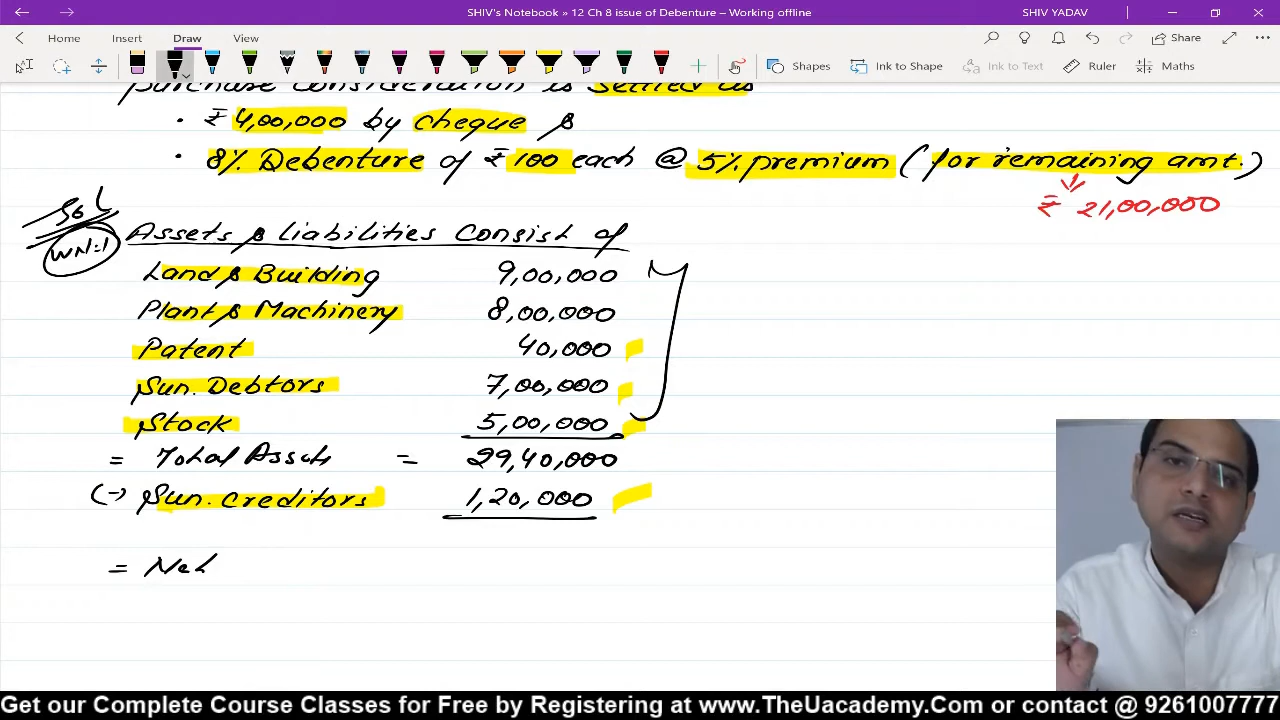 SHIV's Notebook » 12 Ch 8 issue of Debenture – Working offline
SHIV YADAV
Home Draw View
Share
Shapes Ink to Shape Ink to Text Ruler Maths
purchase consideration is settled as
• ₹ 4,00,000 by cheque &
• 8% Debenture of ₹ 100 each @ 5% premium (for remaining amt.)
₹ 21,00,000
Sol
WN:1
Assets & liabilities Consist of
Land & Building 9,00,000
Plant & Machinery 8,00,000
Patent 40,000
Sun. Debtors 7,00,000
Stock 5,00,000
= Total Assets = 29,40,000
(-) Sun. Creditors 1,20,000
= Net
Get our Complete Course Classes for Free by Registering at www.TheUacademy.Com or contact @ 9261007777